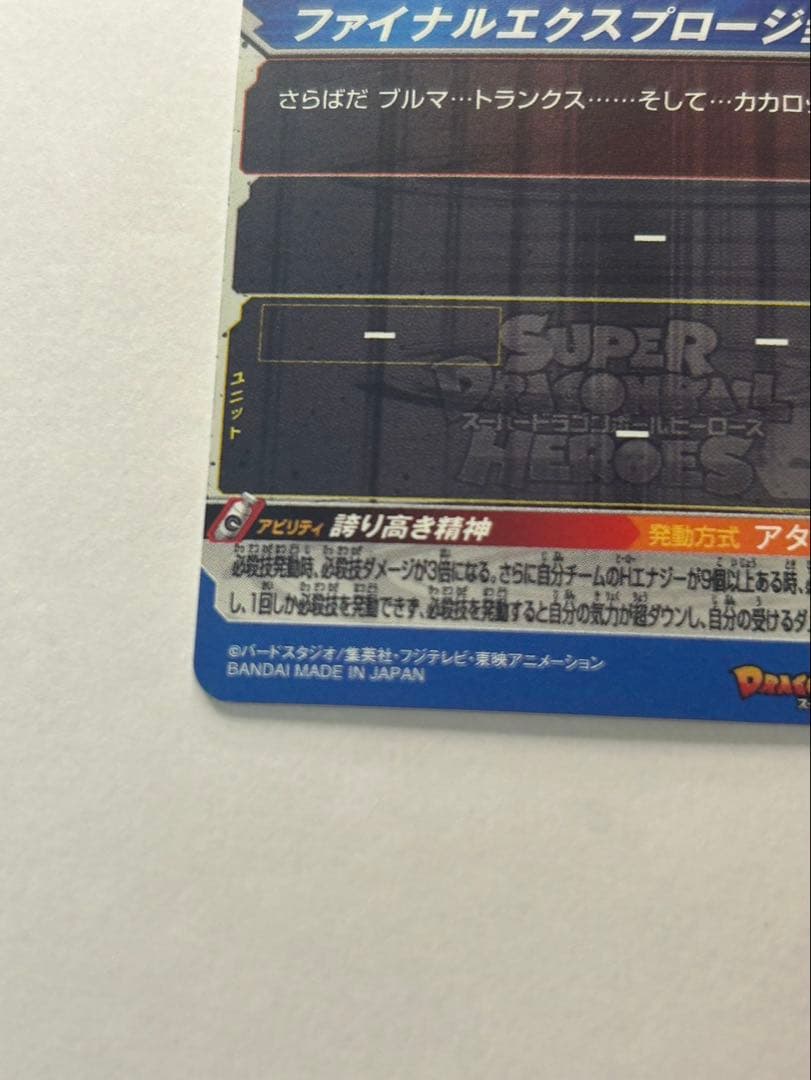 ファイナルエクスプロージョ
さらばだ ブルマ…トランクス……そして…カカロッ
ー
ー
ー
SUPER
DRAGON BALL
スーパードラゴンボールヒーローズ
HEROES
ー
ユニット
アビリティ 誇り高き精神 発動方式 アタ
必殺技発動時、必殺技ダメージが3倍になる。さらに自分チームのHエナジーが9個以上ある時、
し、1回しか必殺技を発動できず、必殺技を発動すると自分の気力が超ダウンし、自分の受けるダ
©バードスタジオ/集英社・フジテレビ・東映アニメーション
BANDAI MADE IN JAPAN
DRAG